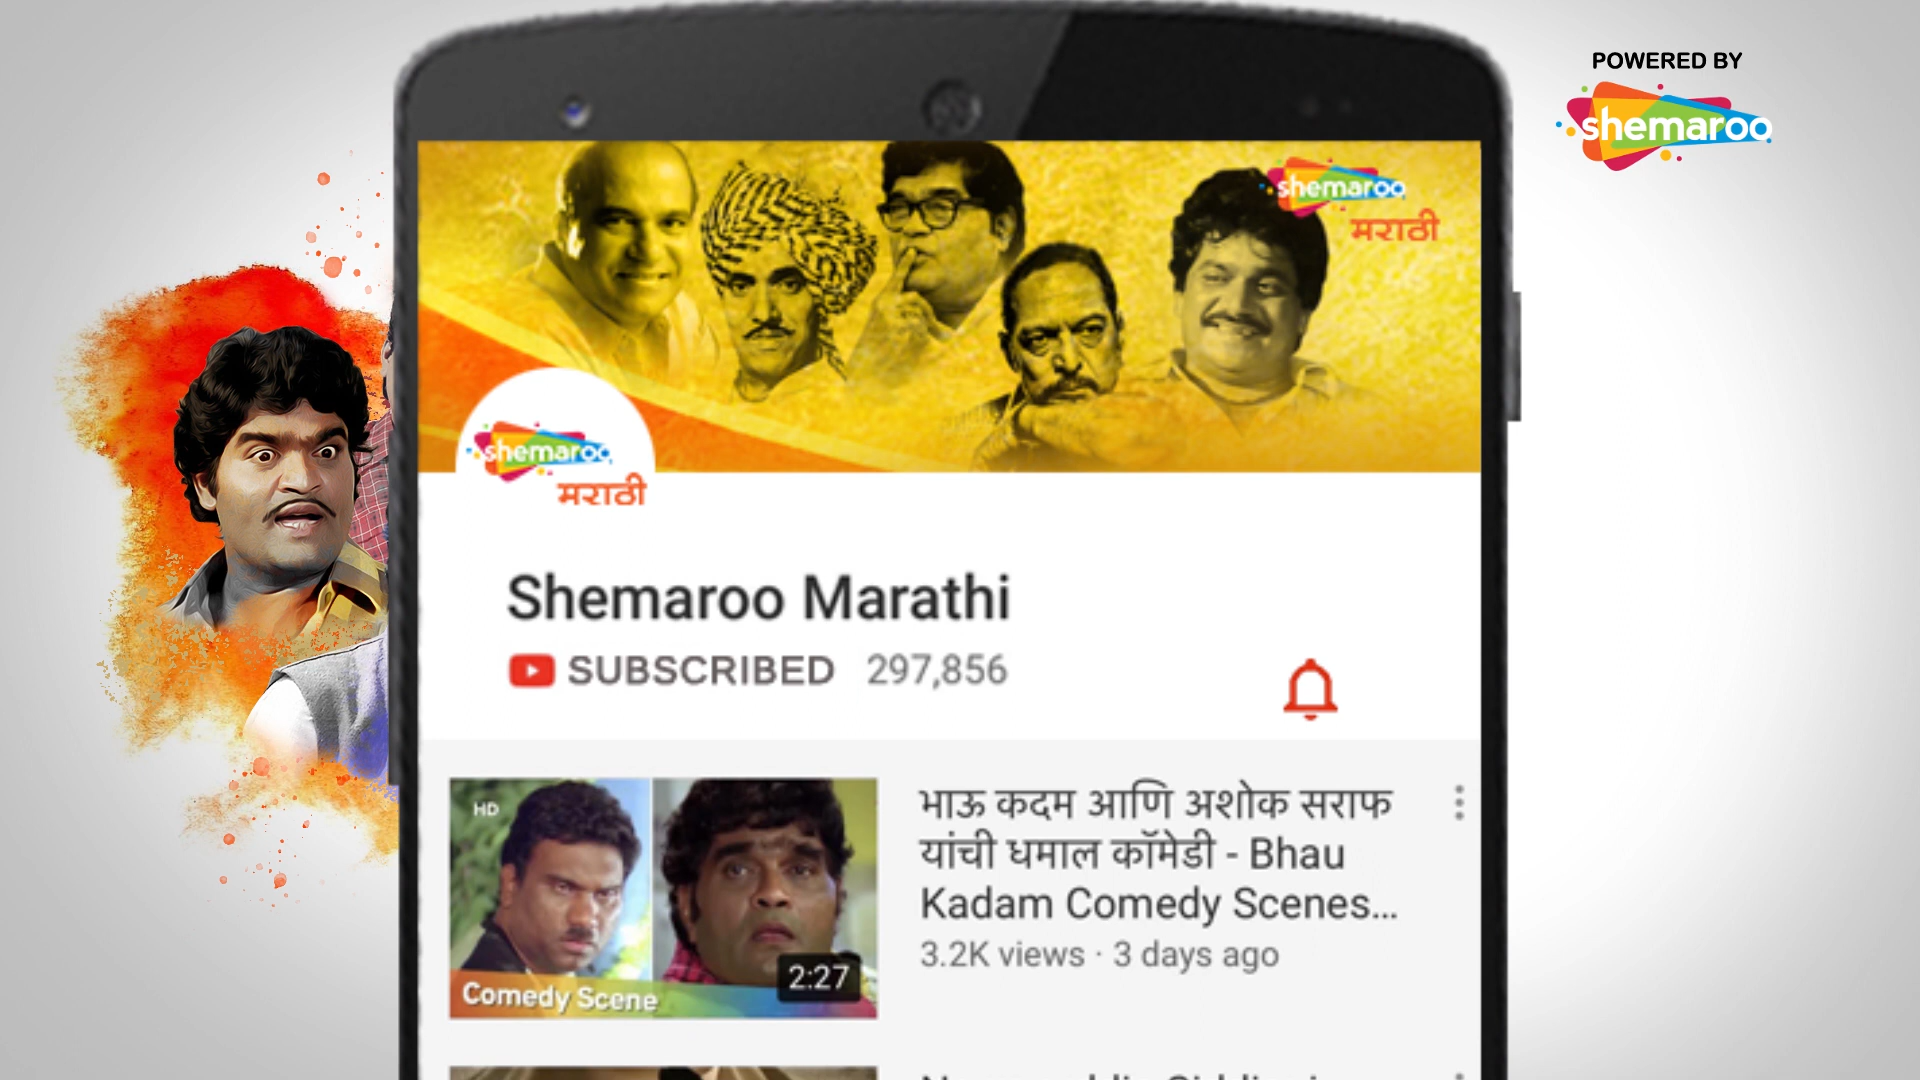 POWERED BY
shemaroo
shemaroo
मराठी
shemaroo
मराठी
Shemaroo Marathi
SUBSCRIBED 297,856
HD
Comedy Scene
2:27
भाऊ कदम आणि अशोक सराफ
यांची धमाल कॉमेडी - Bhau
Kadam Comedy Scenes...
3.2K views · 3 days ago